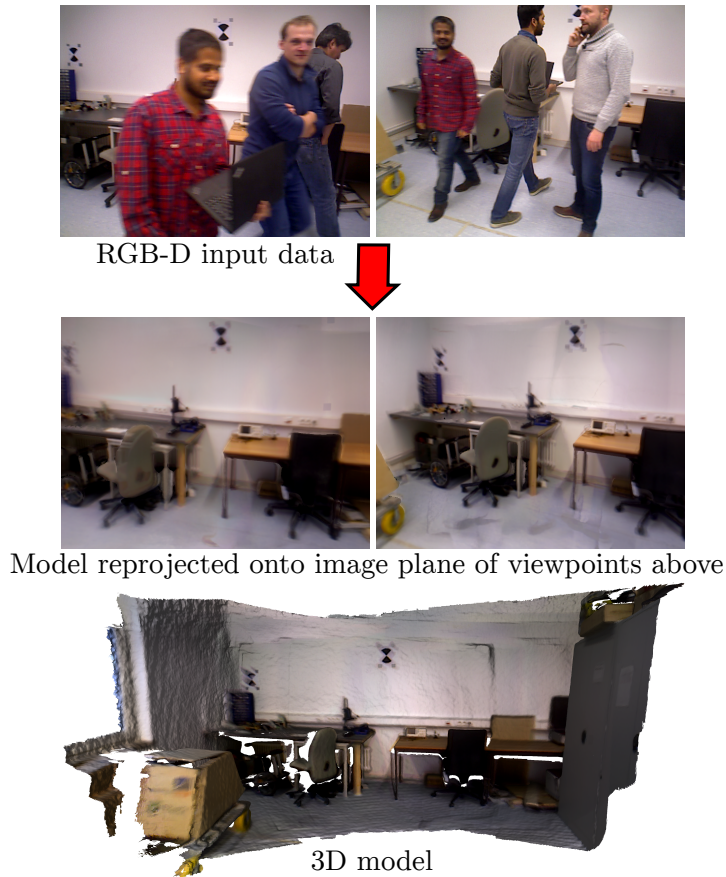 RGB-D input data
Model reprojected onto image plane of viewpoints above
3D model